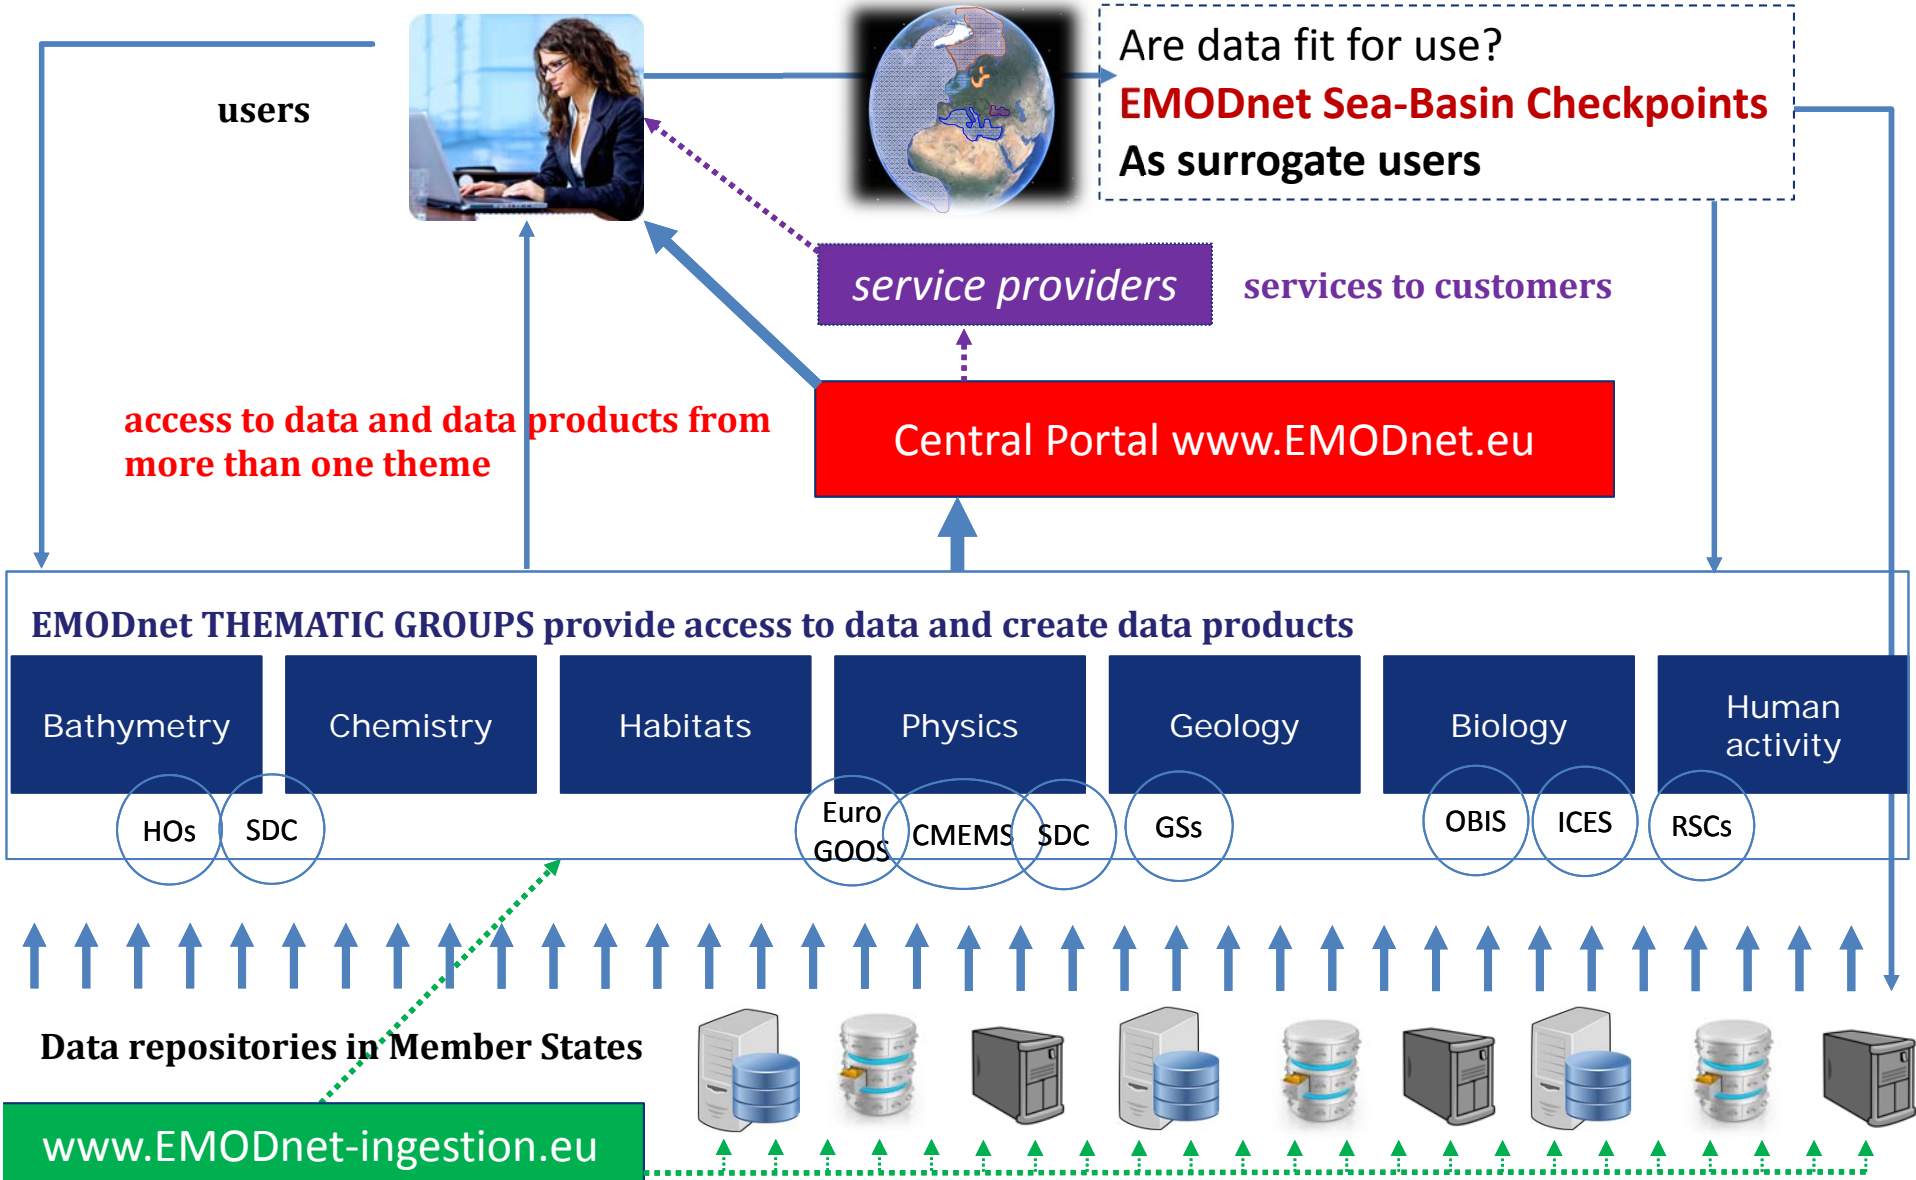 users
Are data fit for use?
EMODnet Sea-Basin Checkpoints
As surrogate users
service providers
services to customers
access to data and data products from
more than one theme
Central Portal www.EMODnet.eu
EMODnet THEMATIC GROUPS provide access to data and create data products
Bathymetry
Chemistry
Habitats
Physics
Geology
Biology
Human
activity
HOs
SDC
Euro
GOOS
CMEMS
SDC
GSs
OBIS
ICES
RSCs
Data repositories in Member States
www.EMODnet-ingestion.eu